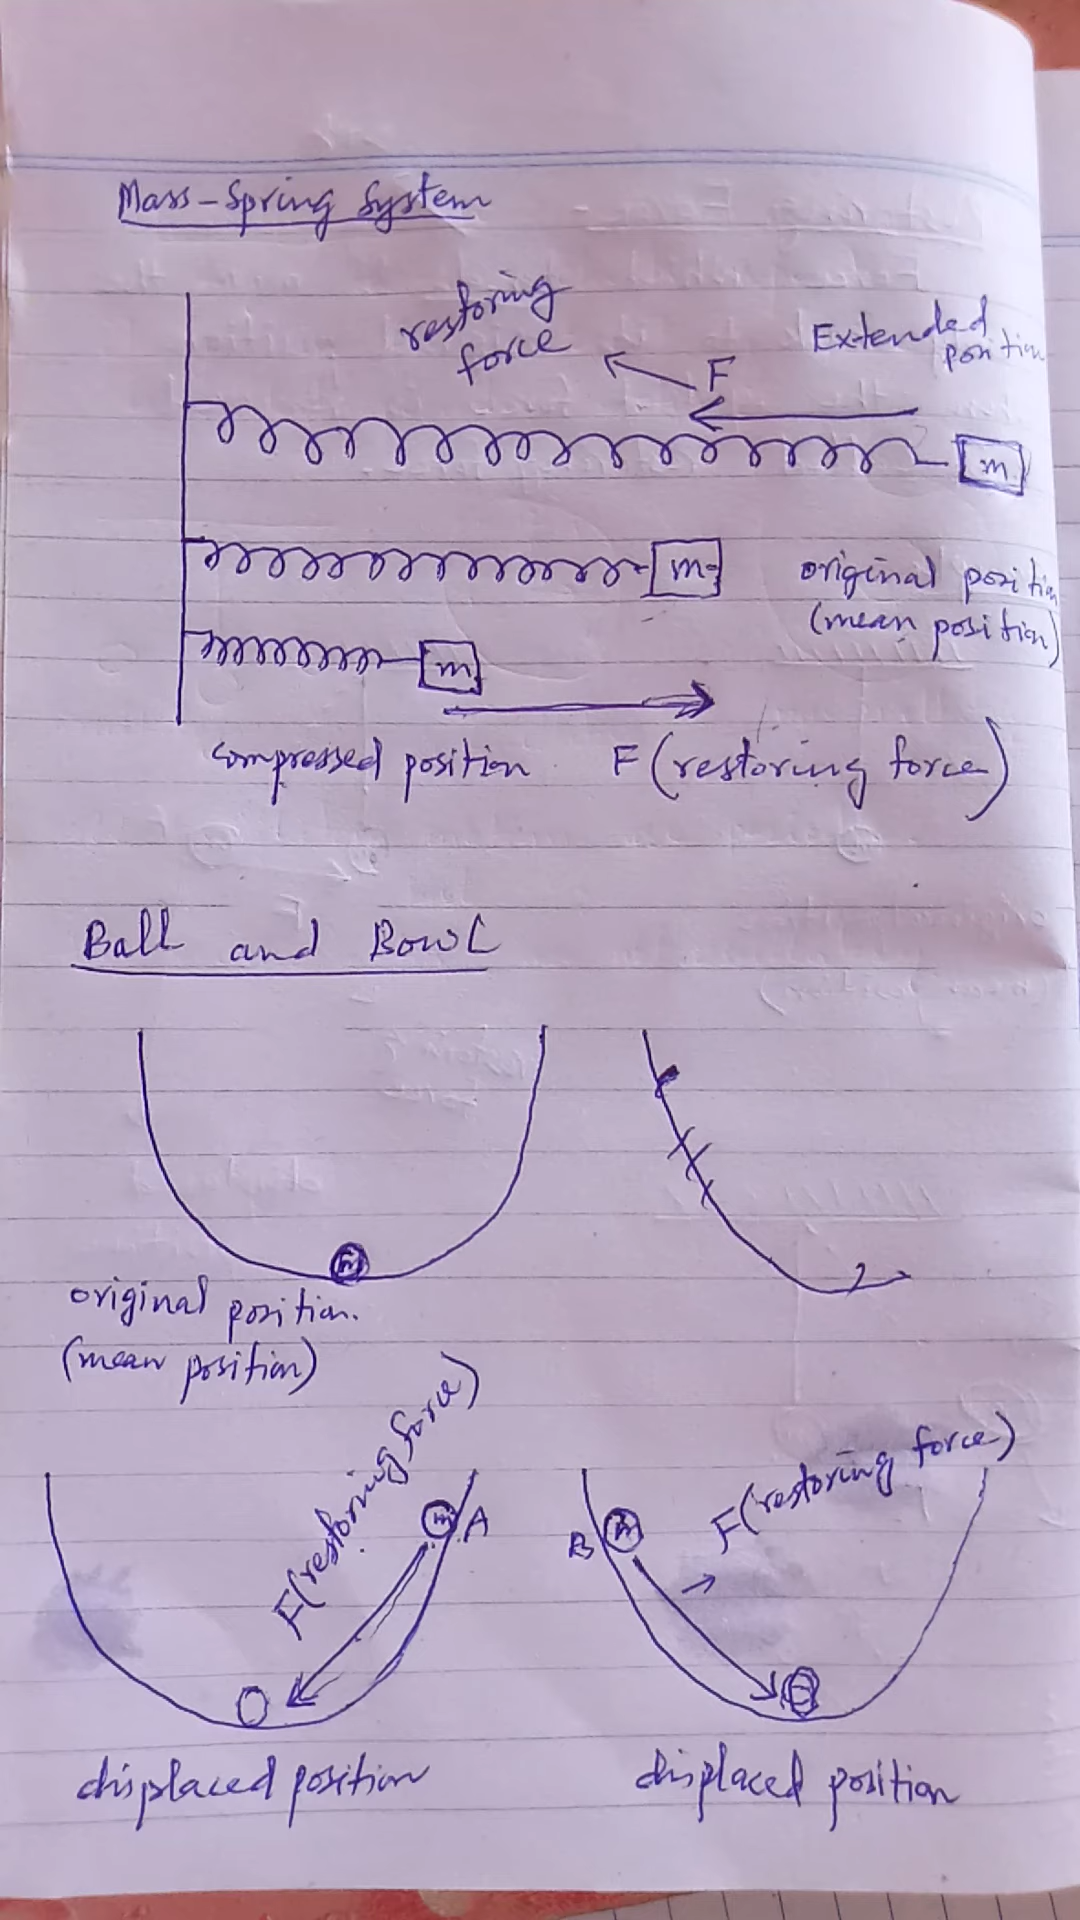 Mass-Spring System
restoring
force
F
Extended
position
m
m
original position
(mean position)
m
compressed position
F (restoring force)
Ball and Bowl
m
original position.
(mean position)
F(restoring force)
m
A
displaced position
F(restoring force)
B
m
displaced position